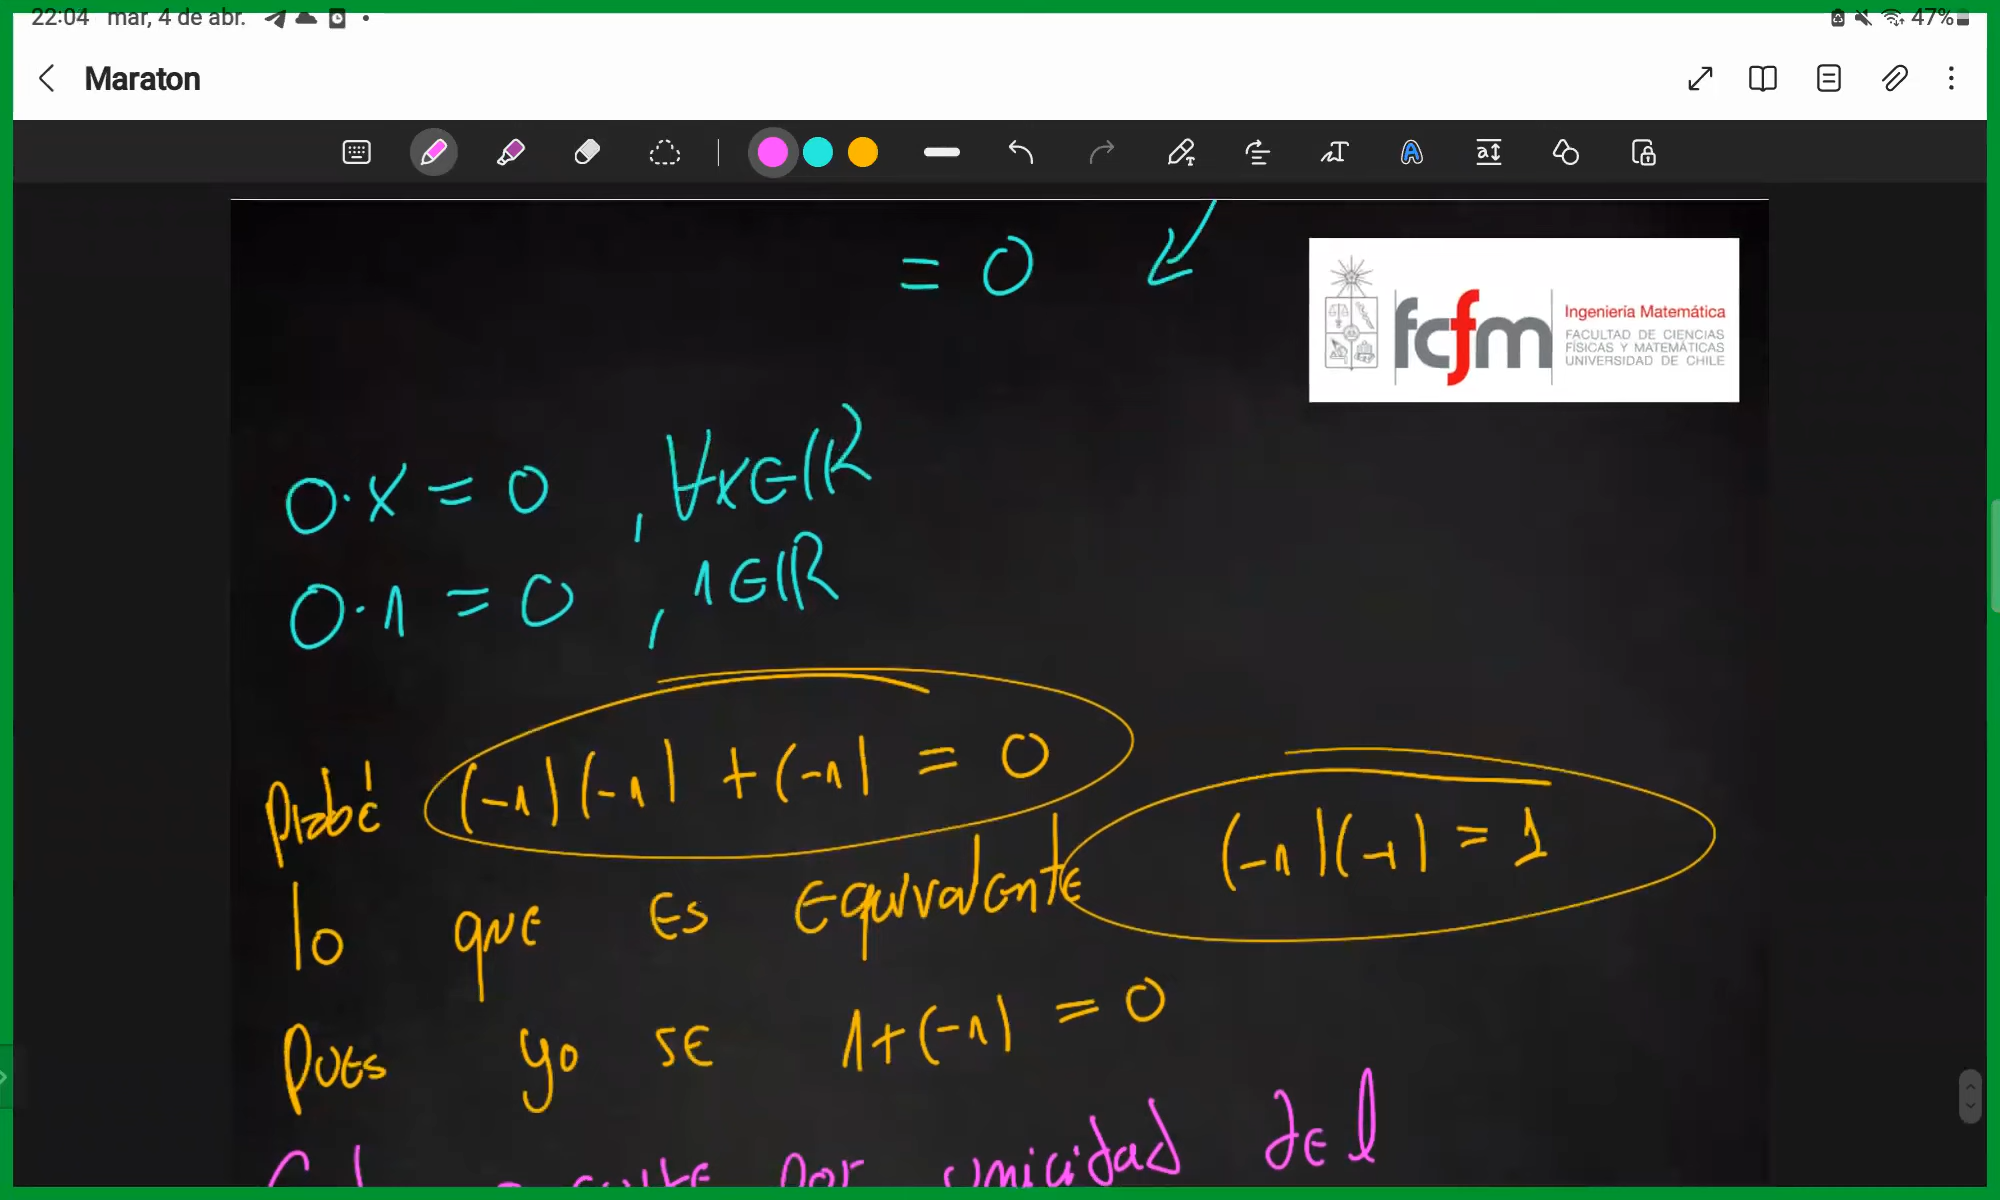 22:04 mar, 4 de abr. 47%
Maraton
= 0
fcfm
Ingeniería Matemática
FACULTAD DE CIENCIAS
FÍSICAS Y MATEMÁTICAS
UNIVERSIDAD DE CHILE
0·x = 0 , ∀x∈ℝ
0·1 = 0 , 1∈ℝ
probé (-1)(-1) + (-1) = 0
(-1)(-1) = 1
lo que es equivalente
pues yo se 1+(-1) = 0
por unicidad del